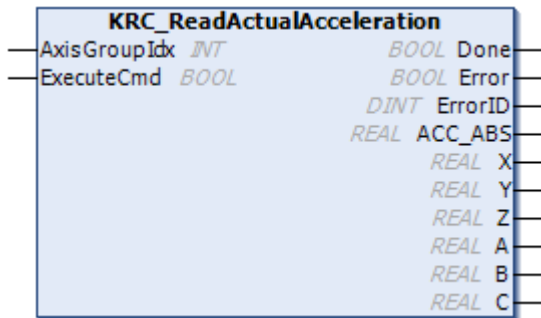 KRC_ReadActualAcceleration
AxisGroupIdx INT BOOL Done
ExecuteCmd BOOL BOOL Error
DINT ErrorID
REAL ACC_ABS
REAL X
REAL Y
REAL Z
REAL A
REAL B
REAL C